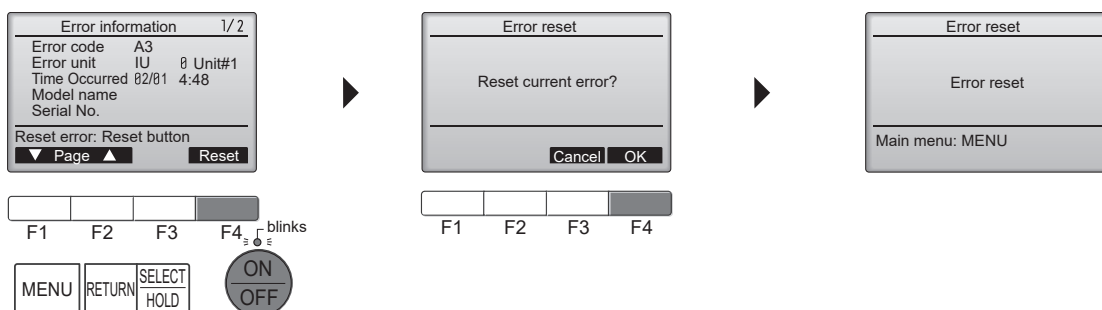 Error information 1/2
Error code A3
Error unit IU 0 Unit#1
Time Occurred 02/01 4:48
Model name
Serial No.
Reset error: Reset button
▼ Page ▲ Reset
F1 F2 F3 F4
blinks
MENU RETURN SELECT
HOLD
ON
OFF
Error reset
Reset current error?
Cancel OK
F1 F2 F3 F4
Error reset
Error reset
Main menu: MENU